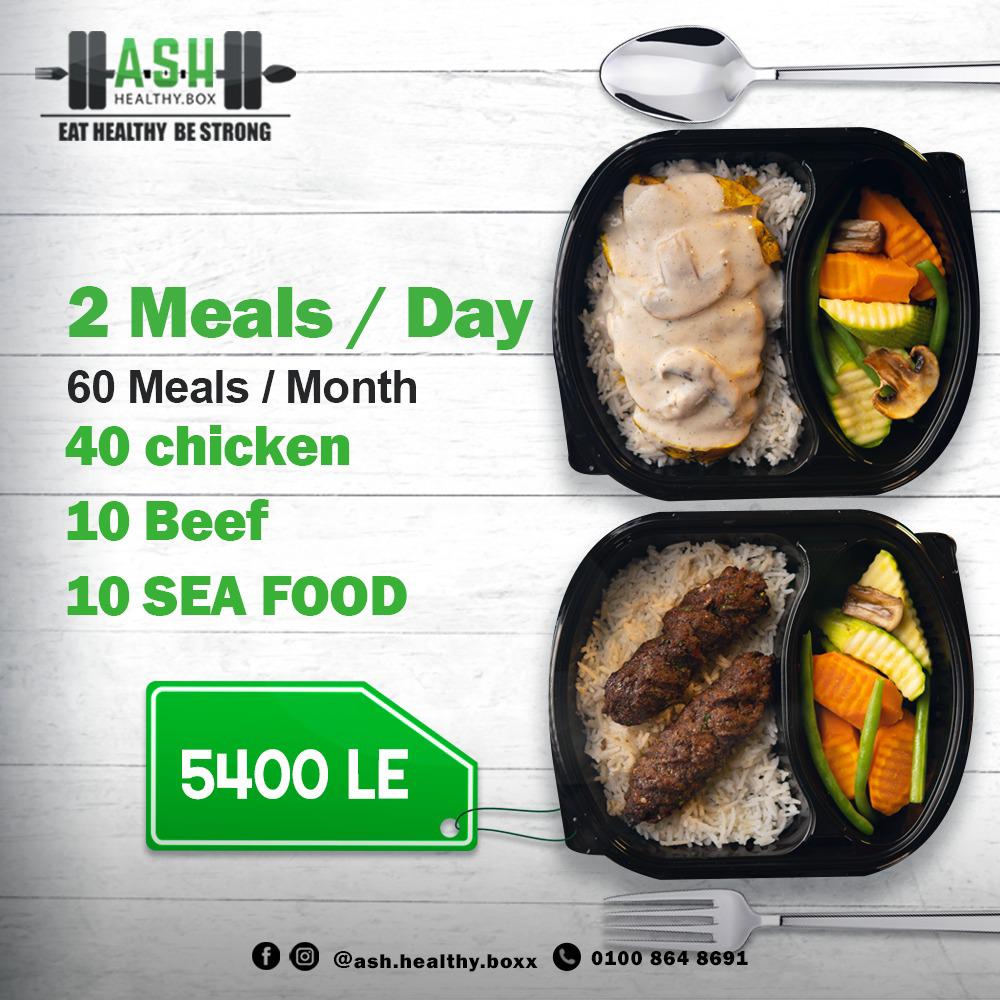 ASH
HEALTHY.BOX
EAT HEALTHY BE STRONG
2 Meals / Day
60 Meals / Month
40 chicken
10 Beef
10 SEA FOOD
5400 LE
@ash.healthy.boxx 0100 864 8691